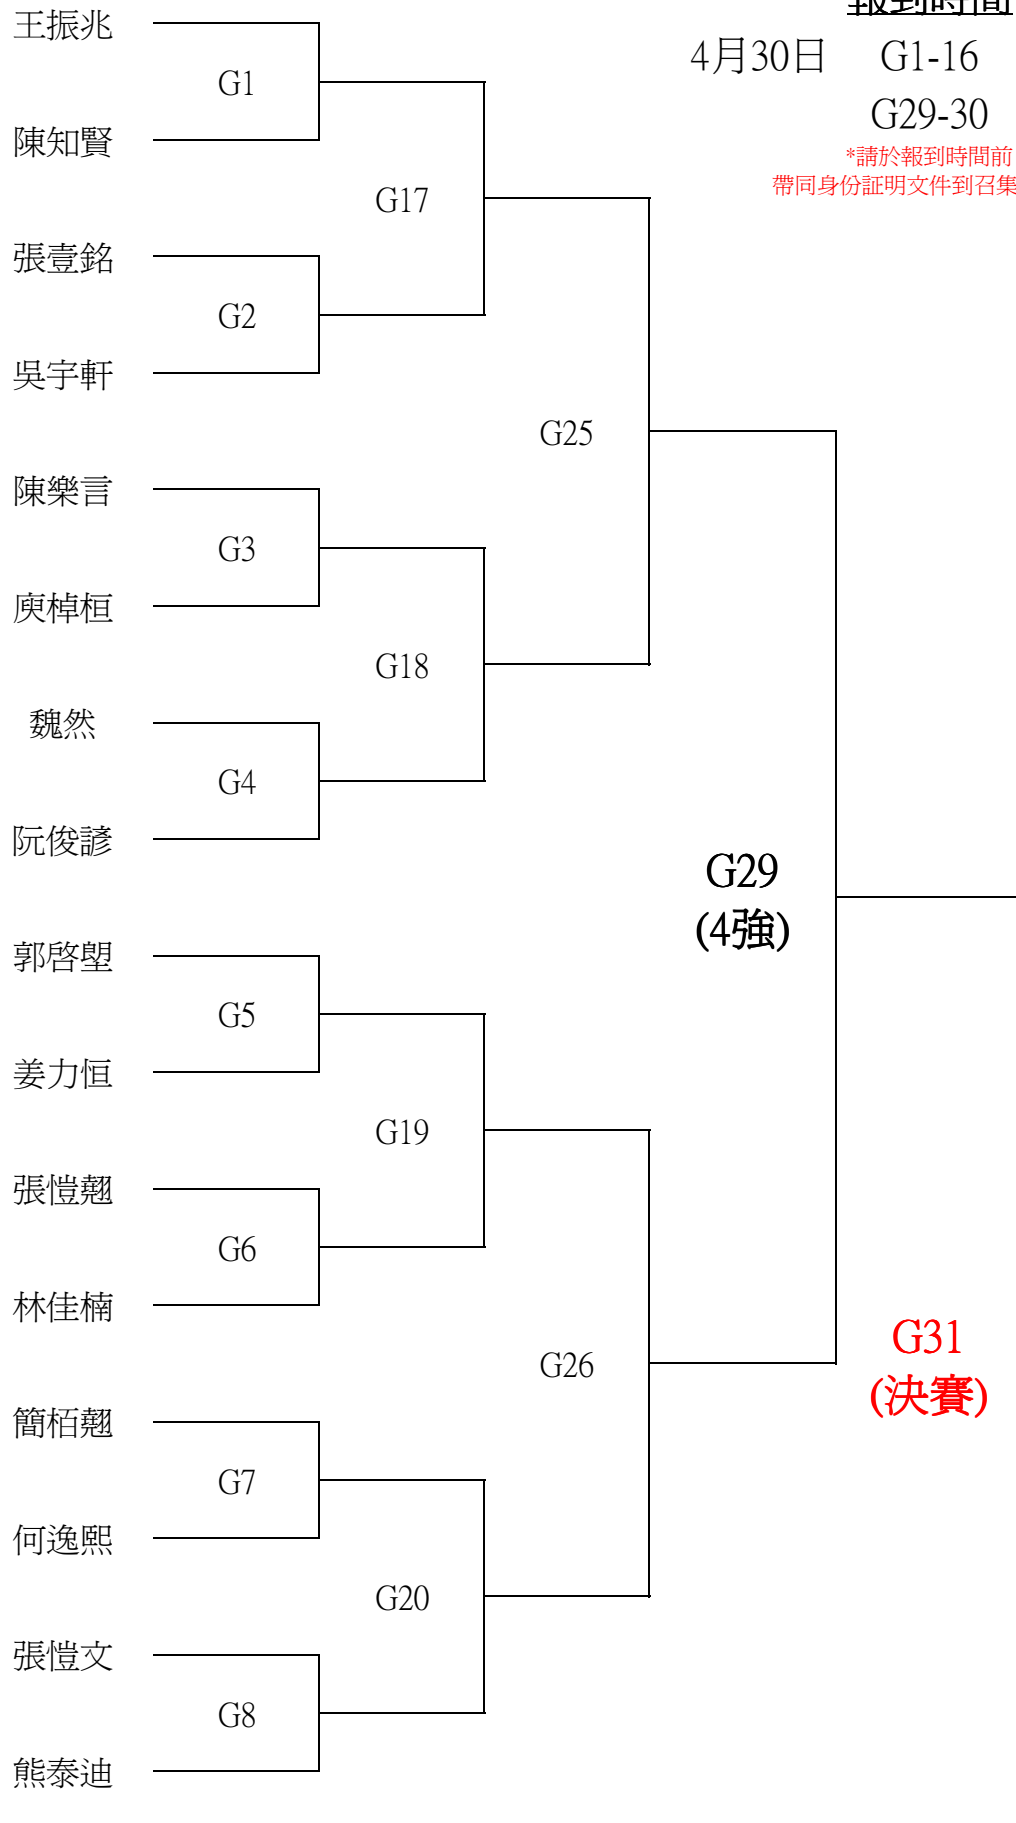 報到時間
王振兆
4月30日 G1-16
G1
G29-30
陳知賢
*請於報到時間前
帶同身份証明文件到召集
G17
張壹銘
G2
吳宇軒
G25
陳樂言
G3
庾棹桓
G18
魏然
G4
阮俊諺
G29
(4強)
郭啓塱
G5
姜力恒
G19
張愷翹
G6
林佳楠
G31
G26
(決賽)
簡栢翹
G7
何逸熙
G20
張愷文
G8
熊泰迪